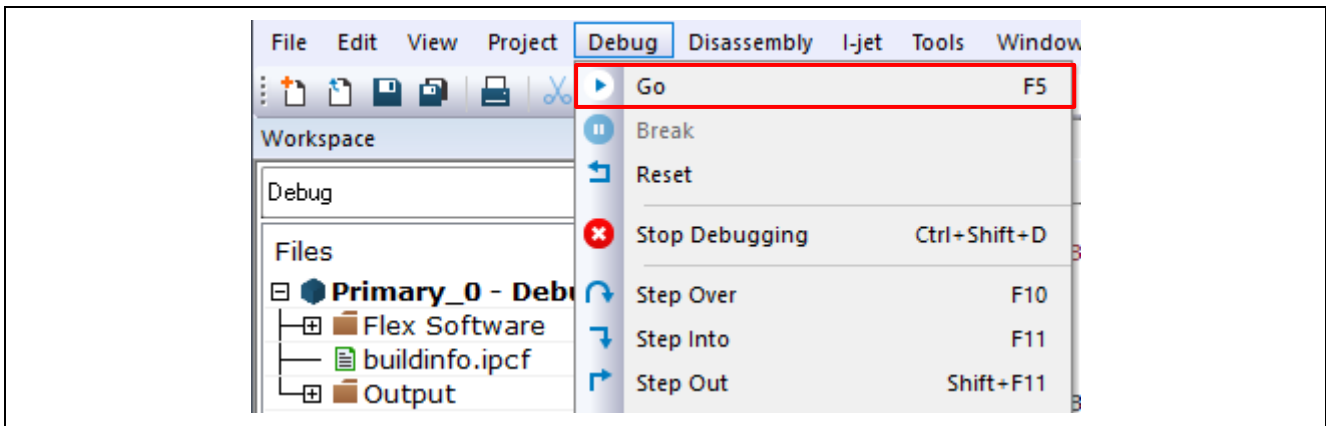 File Edit View Project Debug Disassembly I-jet Tools Window
Go F5
Workspace
Break
Reset
Debug
Stop Debugging Ctrl+Shift+D
Files
Primary_0 - Debu
Step Over F10
Flex Software
Step Into F11
buildinfo.ipcf
Step Out Shift+F11
Output